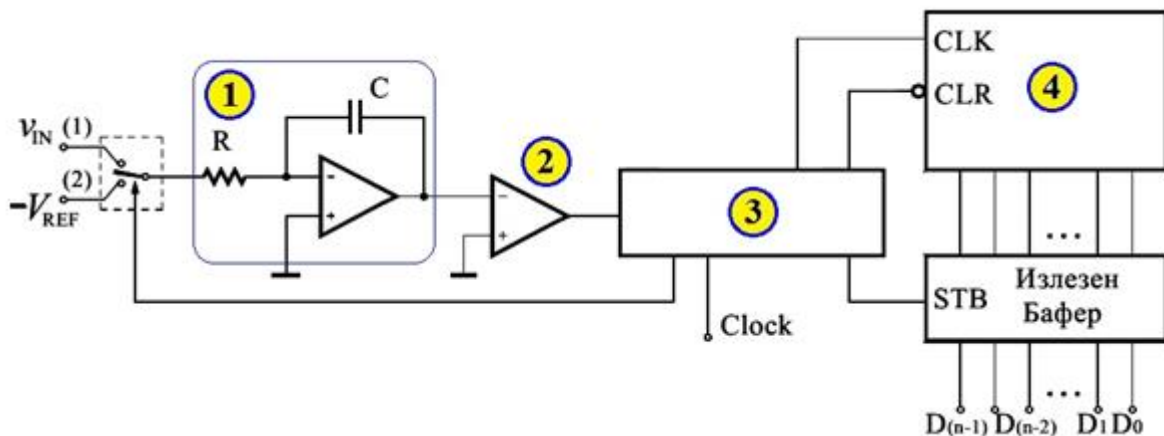 CLK
1
C
CLR
4
R
v_IN (1)
2
(2)
-V_REF
3
Излезен
STB
Бафер
Clock
D(n-1) D(n-2) D1 D0